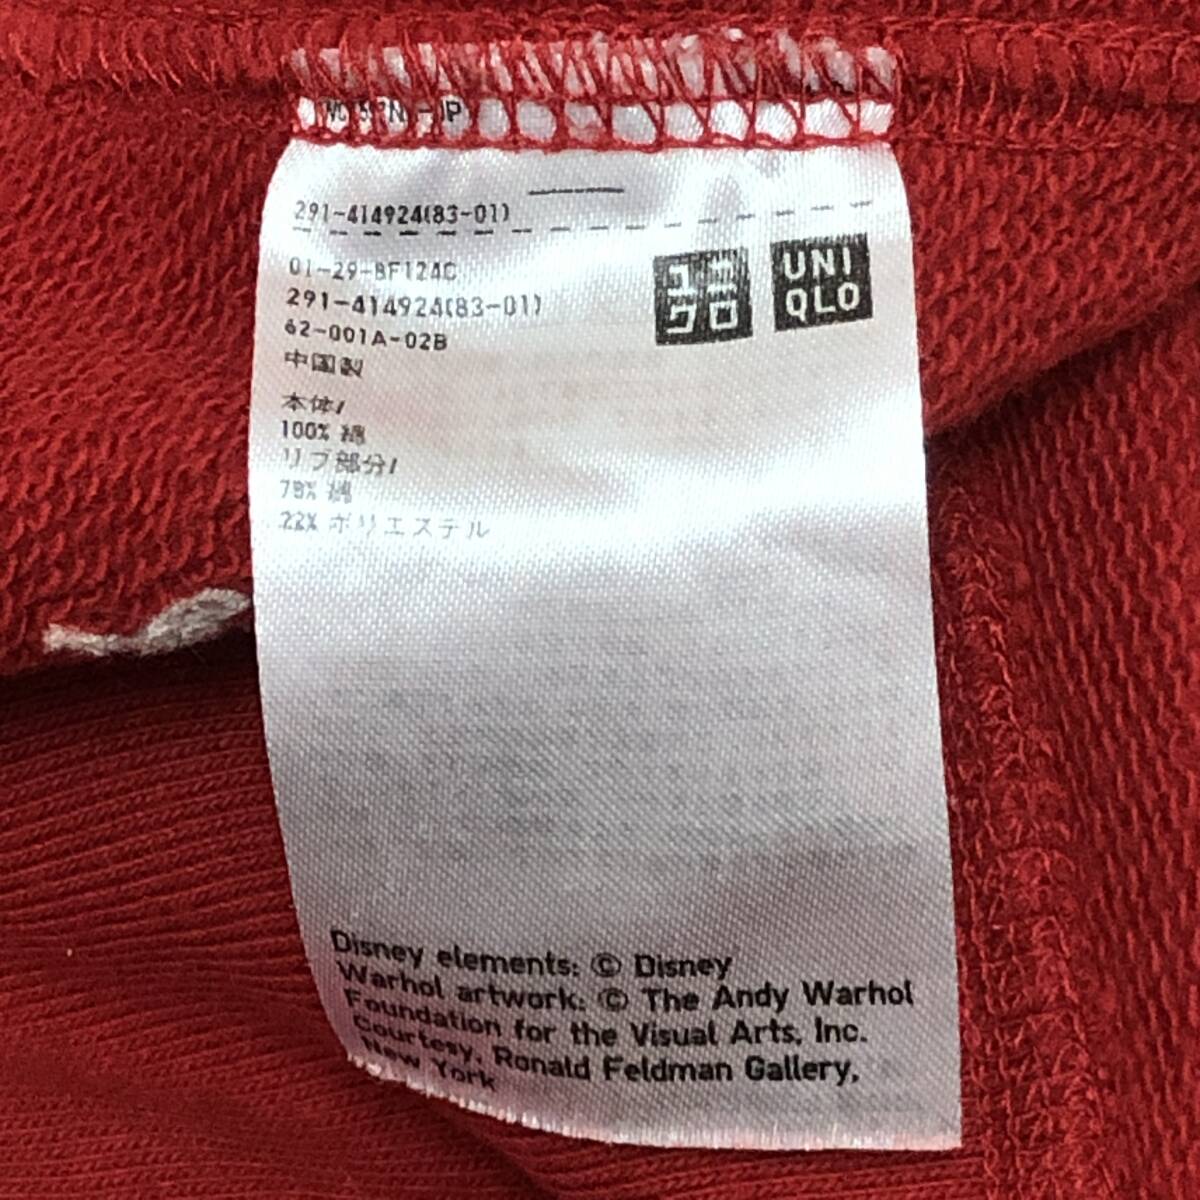 291-414924(83-01)
01-29-BF124C
291-414924(83-01)
62-001A-02B
中国製
本体/
100% 綿
リブ部分/
78% 綿
22% ポリエステル
ユニ
クロ
UNI
QLO
Disney elements: © Disney
Warhol artwork: © The Andy Warhol
Foundation for the Visual Arts, Inc.
Courtesy, Ronald Feldman Gallery,
New York